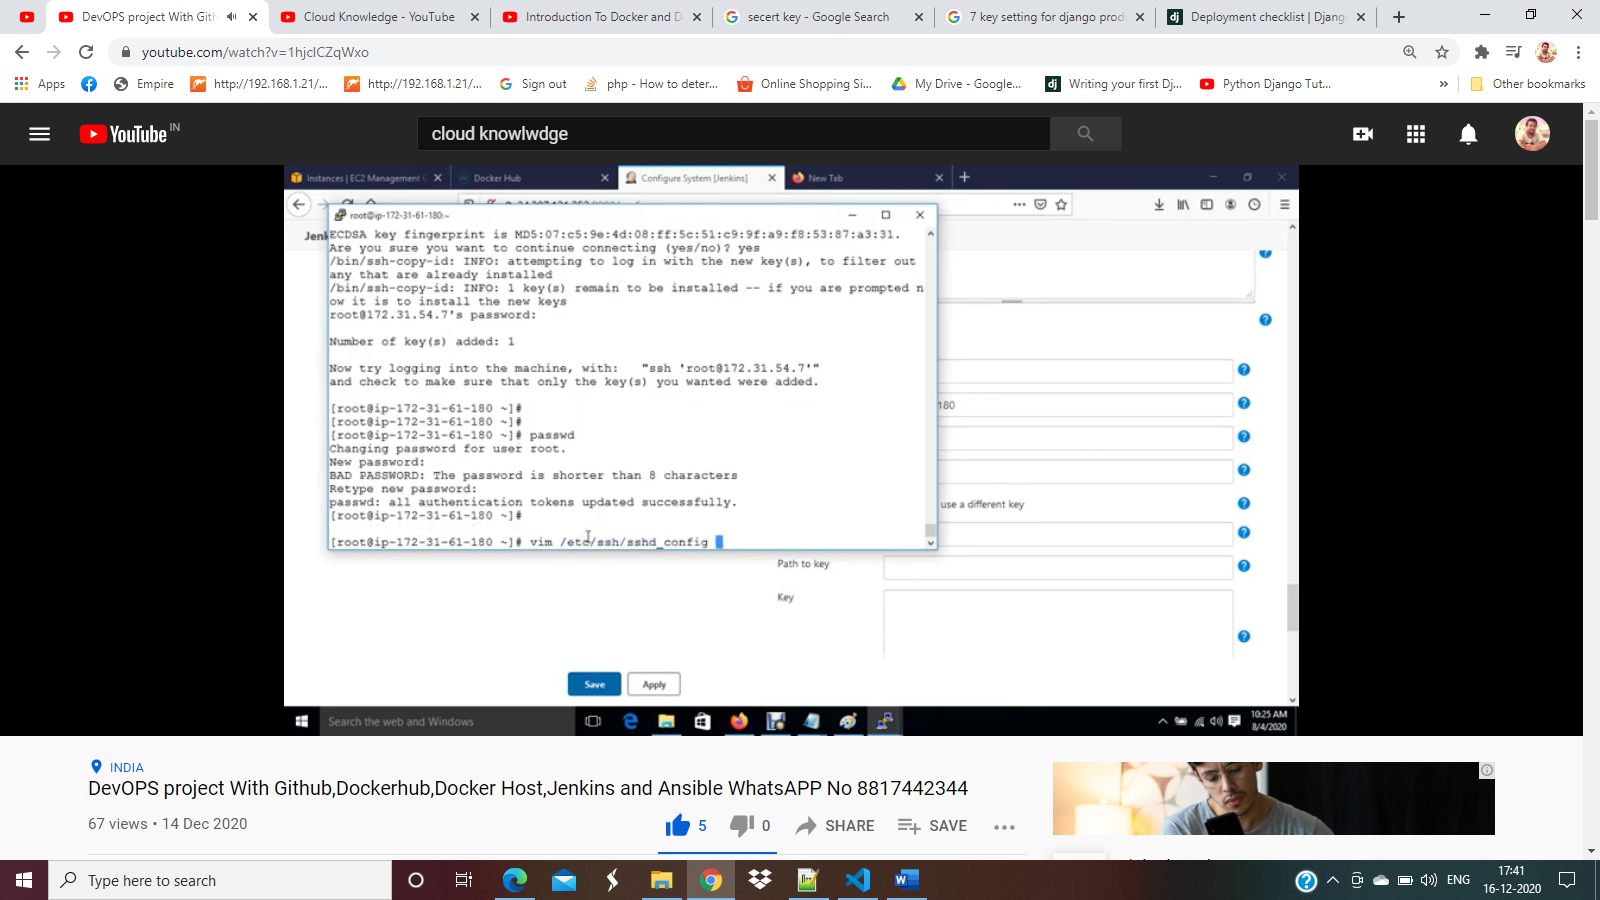 DevOPS project With Gith
Cloud Knowledge - YouTube
Introduction To Docker and D
secert key - Google Search
7 key setting for django prod
Deployment checklist | Djang
youtube.com/watch?v=1hjcICZqWxo
Apps
Empire
http://192.168.1.21/...
http://192.168.1.21/...
Sign out
php - How to deter...
Online Shopping Si...
My Drive - Google...
Writing your first Dj...
Python Django Tut...
Other bookmarks
YouTube IN
cloud knowlwdge
Instances | EC2 Management C
Docker Hub
Configure System [Jenkins]
New Tab
root@ip-172-31-61-180:~
Jenk
ECDSA key fingerprint is MD5:07:c5:9e:4d:08:ff:5c:51:c9:9f:a9:f8:53:87:a3:31.
Are you sure you want to continue connecting (yes/no)? yes
/bin/ssh-copy-id: INFO: attempting to log in with the new key(s), to filter out
any that are already installed
/bin/ssh-copy-id: INFO: 1 key(s) remain to be installed -- if you are prompted n
ow it is to install the new keys
root@172.31.54.7's password:
Number of key(s) added: 1
Now try logging into the machine, with:   "ssh 'root@172.31.54.7'"
and check to make sure that only the key(s) you wanted were added.
[root@ip-172-31-61-180 ~]#
[root@ip-172-31-61-180 ~]#
[root@ip-172-31-61-180 ~]# passwd
Changing password for user root.
New password:
BAD PASSWORD: The password is shorter than 8 characters
Retype new password:
passwd: all authentication tokens updated successfully.
[root@ip-172-31-61-180 ~]#
[root@ip-172-31-61-180 ~]# vim /etc/ssh/sshd_config
180
use a different key
Path to key
Key
Save
Apply
Search the web and Windows
10:25 AM
8/4/2020
INDIA
DevOPS project With Github,Dockerhub,Docker Host,Jenkins and Ansible WhatsAPP No 8817442344
67 views • 14 Dec 2020
5
0
SHARE
SAVE
Type here to search
ENG
17:41
16-12-2020